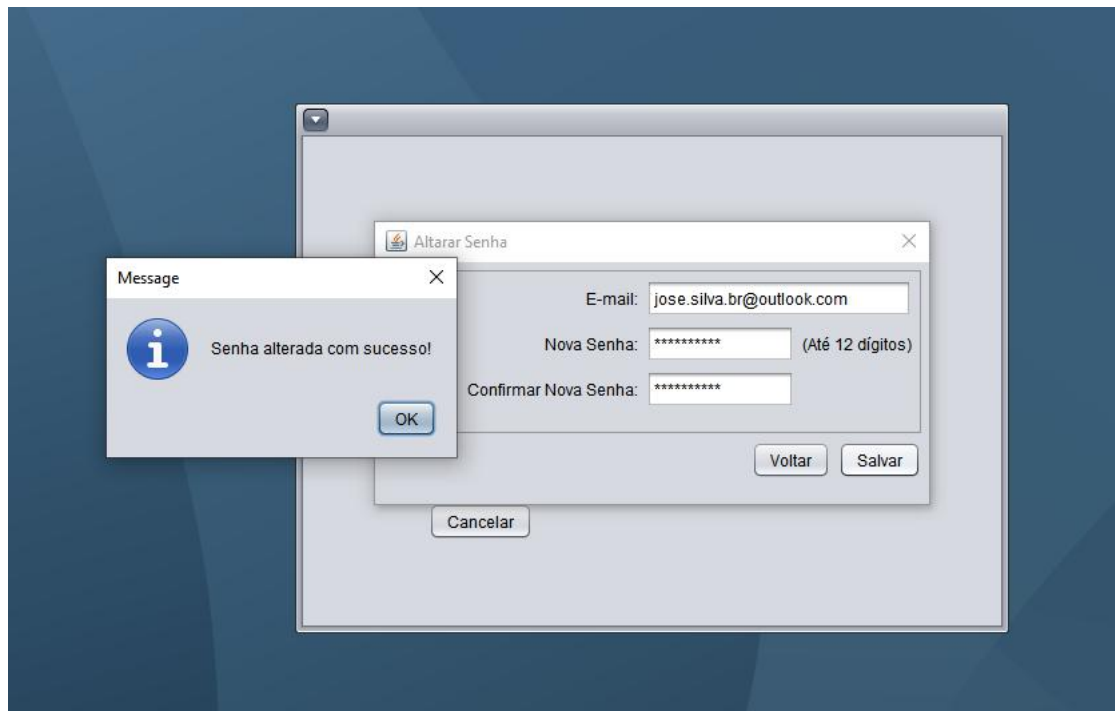 Altarar Senha
Message
E-mail: jose.silva.br@outlook.com
Senha alterada com sucesso!
Nova Senha: ********** (Até 12 dígitos)
Confirmar Nova Senha: **********
OK
Voltar Salvar
Cancelar